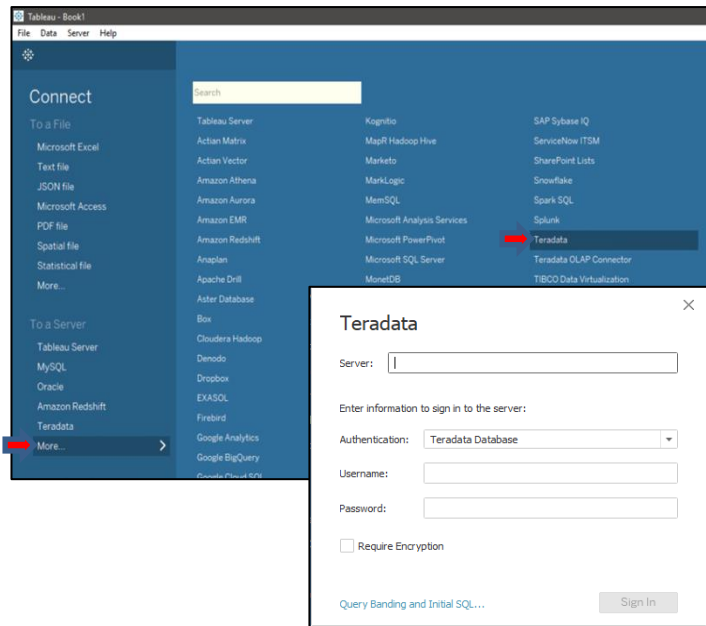 Tableau - Book1
File Data Server Help
Connect
To a File
Microsoft Excel
Text file
JSON file
Microsoft Access
PDF file
Spatial file
Statistical file
More...
To a Server
Tableau Server
MySQL
Oracle
Amazon Redshift
Teradata
More...
Search
Tableau Server
Actian Matrix
Actian Vector
Amazon Athena
Amazon Aurora
Amazon EMR
Amazon Redshift
Anaplan
Apache Drill
Aster Database
Box
Cloudera Hadoop
Denodo
Dropbox
EXASOL
Firebird
Google Analytics
Google BigQuery
Google Cloud SQL
Kognitio
MapR Hadoop Hive
Marketo
MarkLogic
MemSQL
Microsoft Analysis Services
Microsoft PowerPivot
Microsoft SQL Server
MonetDB
SAP Sybase IQ
ServiceNow ITSM
SharePoint Lists
Snowflake
Spark SQL
Splunk
Teradata
Teradata OLAP Connector
TIBCO Data Virtualization
Teradata
Server:
Enter information to sign in to the server:
Authentication: Teradata Database
Username:
Password:
Require Encryption
Query Banding and Initial SQL...
Sign In